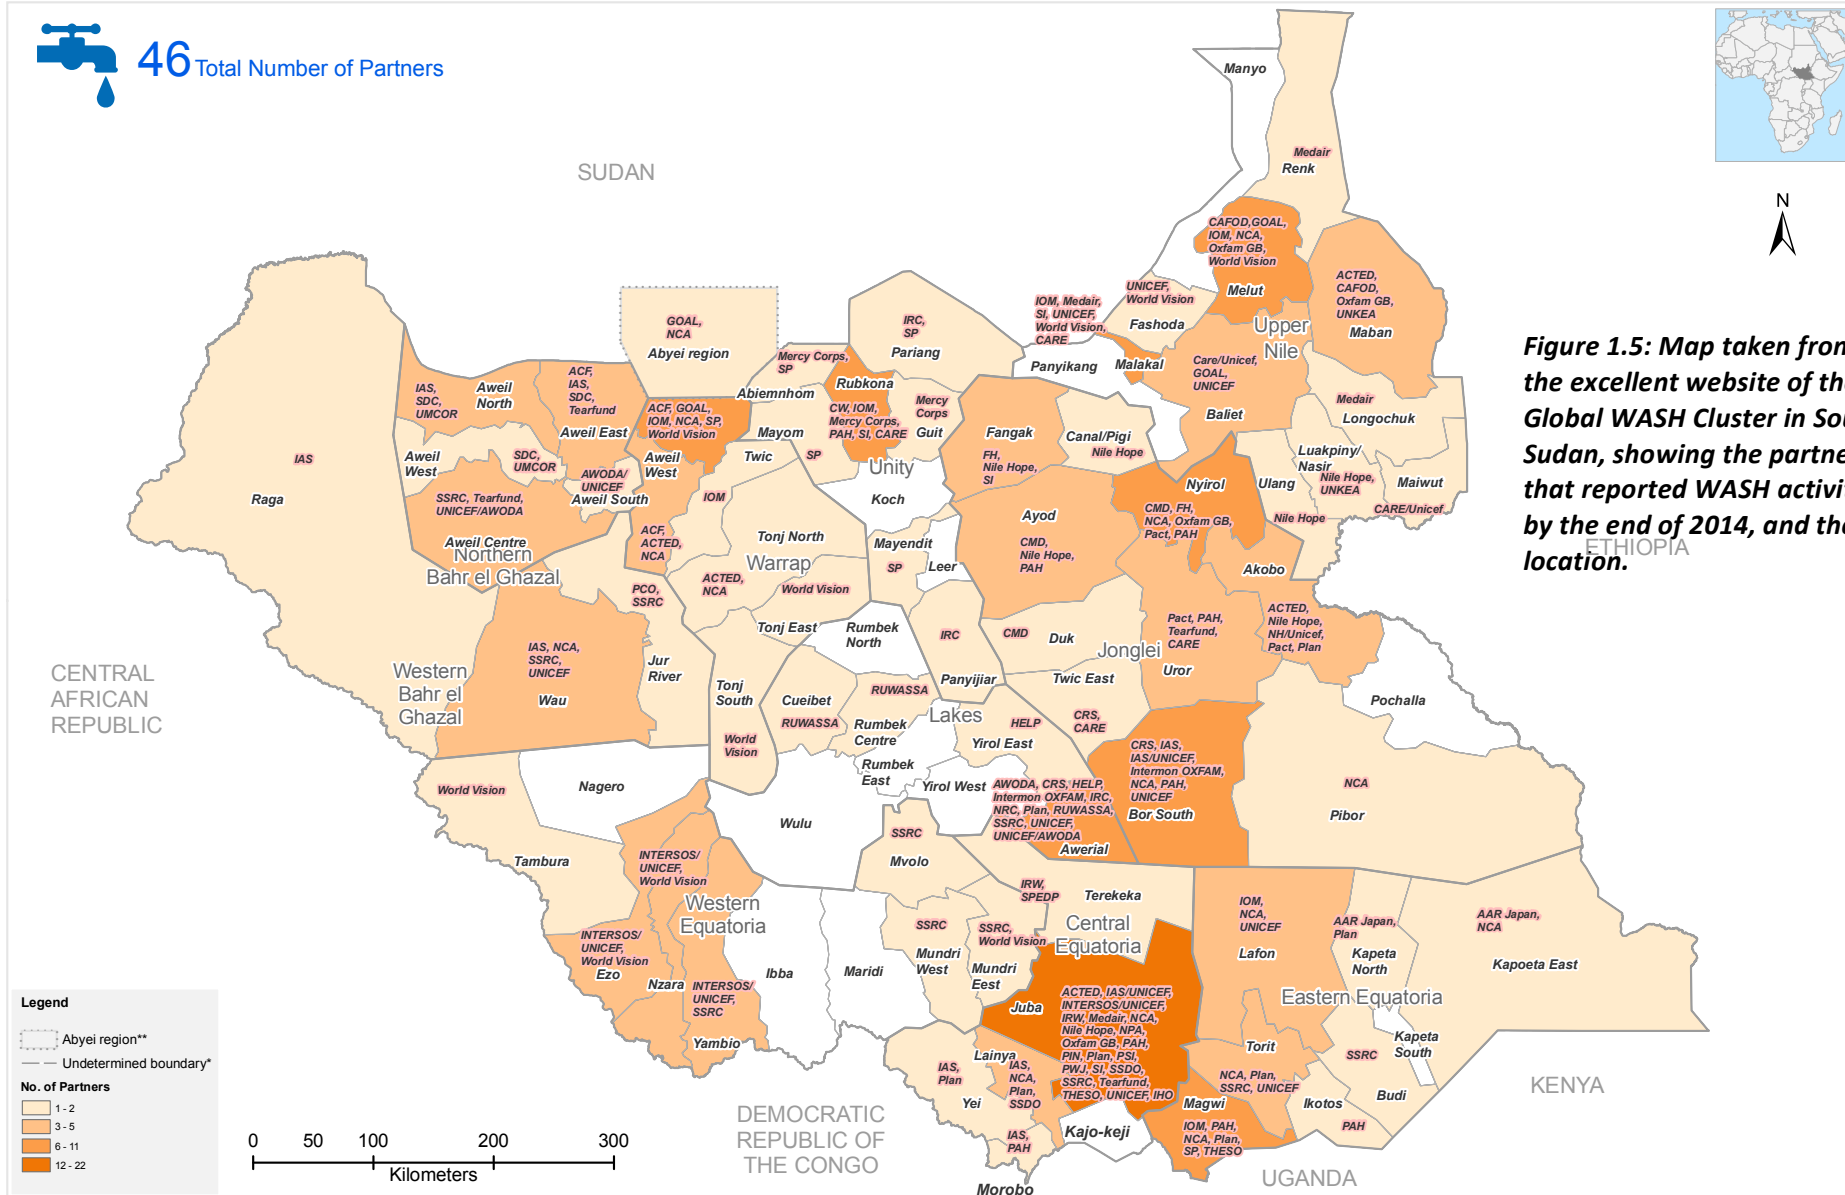 46 Total Number of Partners
SUDAN
Manyo
Medair
Renk
N
CAFOD,GOAL,
IOM, NCA,
Oxfam GB,
World Vision
Melut
ACTED,
CAFOD,
Oxfam GB,
UNKEA
Maban
UNICEF,
World Vision
Fashoda
Upper
Nile
IOM, Medair,
SI, UNICEF,
World Vision,
CARE
Panyikang
Malakal
Care/Unicef,
GOAL,
UNICEF
Baliet
Medair
Longochuk
Luakpiny/
Nasir
Nile Hope,
UNKEA
Maiwut
CARE/Unicef
Ulang
Nile Hope
ETHIOPIA
Figure 1.5: Map taken from
the excellent website of the
Global WASH Cluster in Sou
Sudan, showing the partne
that reported WASH activi
by the end of 2014, and the
location.
GOAL,
NCA
Abyei region
IRC,
SP
Pariang
Mercy Corps,
SP
Abiemnhom
Rubkona
CW, IOM,
Mercy Corps,
PAH, SI, CARE
Mercy
Corps
Guit
Mayom
SP
Unity
Koch
Fangak
FH,
Nile Hope,
SI
Canal/Pigi
Nile Hope
Nyirol
CMD, FH,
NCA, Oxfam GB,
Pact, PAH
Ayod
CMD,
Nile Hope,
PAH
Akobo
ACTED,
Nile Hope,
NH/Unicef,
Pact, Plan
Pact, PAH,
Tearfund,
CARE
Uror
Jonglei
Pochalla
IAS
Raga
IAS,
SDC,
UMCOR
Aweil
North
ACF,
IAS,
SDC,
Tearfund
Aweil East
ACF, GOAL,
IOM, NCA, SP,
World Vision
Aweil
West
SDC,
UMCOR
AWODA/
UNICEF
Aweil South
SSRC, Tearfund,
UNICEF/AWODA
Aweil Centre
Northern
Bahr el Ghazal
Aweil
West
Twic
IOM
ACF,
ACTED,
NCA
Tonj North
Warrap
ACTED,
NCA
World Vision
Tonj East
Mayendit
SP
Leer
PCO,
SSRC
Jur
River
IAS, NCA,
SSRC,
UNICEF
Wau
Western
Bahr el
Ghazal
CENTRAL
AFRICAN
REPUBLIC
Tonj
South
World
Vision
Rumbek
North
Cueibet
RUWASSA
RUWASSA
Rumbek
Centre
Rumbek
East
Lakes
IRC
Panyijiar
CMD
Duk
Twic East
CRS,
CARE
HELP
Yirol East
Yirol West
AWODA, CRS, HELP,
Intermon OXFAM, IRC,
NRC, Plan, RUWASSA,
SSRC, UNICEF,
UNICEF/AWODA
Awerial
CRS, IAS,
IAS/UNICEF,
Intermon OXFAM,
NCA, PAH,
UNICEF
Bor South
NCA
Pibor
World Vision
Tambura
Nagero
Wulu
SSRC
Mvolo
INTERSOS/
UNICEF,
World Vision
Western
Equatoria
INTERSOS/
UNICEF,
World Vision
Ezo
Nzara
INTERSOS/
UNICEF,
SSRC
Yambio
Ibba
Maridi
SSRC
Mundri
West
SSRC,
World Vision
Mundri
Eest
IRW,
SPEDP
Terekeka
Central
Equatoria
Juba
ACTED, IAS/UNICEF,
INTERSOS/UNICEF,
IRW, Medair, NCA,
Nile Hope, NPA,
Oxfam GB, PAH,
PIN, Plan, PSI,
PWJ, SI, SSDO,
SSRC, Tearfund,
THESO, UNICEF, IHO
IOM,
NCA,
UNICEF
Lafon
AAR Japan,
Plan
Kapeta
North
AAR Japan,
NCA
Kapoeta East
Eastern Equatoria
Kapeta
South
SSRC
Budi
Torit
NCA, Plan,
SSRC, UNICEF
Ikotos
PAH
Magwi
IOM, PAH,
NCA, Plan,
SP, THESO
Lainya
IAS,
NCA,
Plan,
SSDO
IAS,
Plan
Yei
IAS,
PAH
Morobo
Kajo-keji
KENYA
UGANDA
DEMOCRATIC
REPUBLIC OF
THE CONGO
Legend
Abyei region**
Undetermined boundary*
No. of Partners
1 - 2
3 - 5
6 - 11
12 - 22
0 50 100 200 300
Kilometers